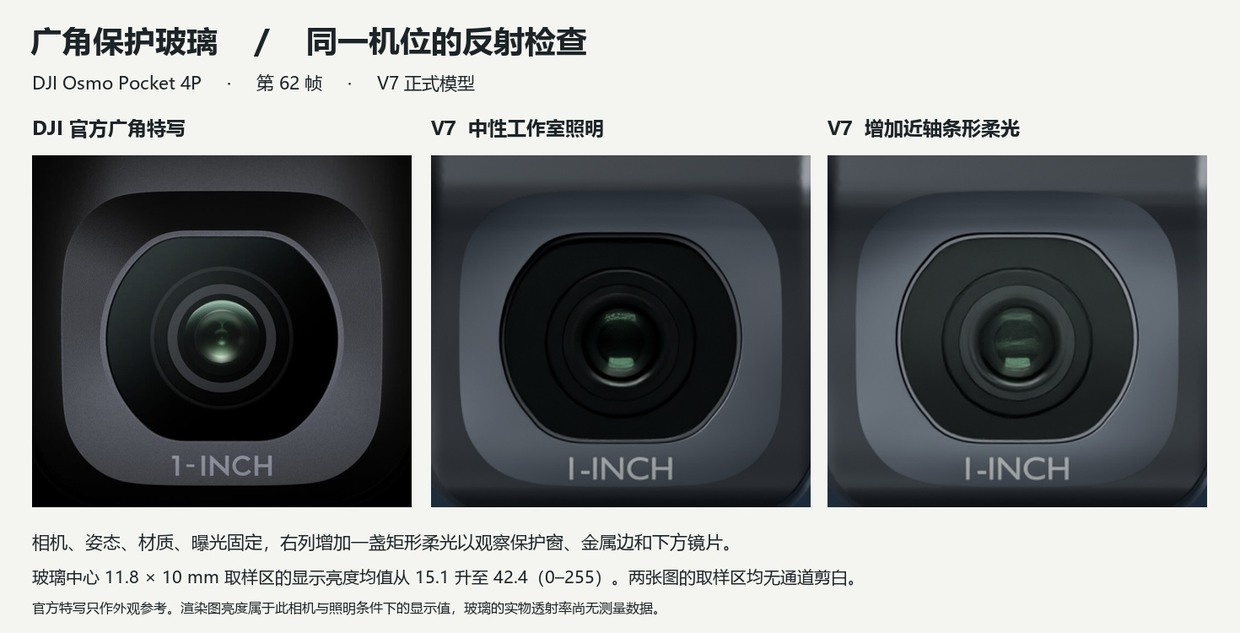 广角保护玻璃 / 同一机位的反射检查
DJI Osmo Pocket 4P · 第 62 帧 · V7 正式模型
DJI 官方广角特写
V7 中性工作室照明
V7 增加近轴条形柔光
1-INCH
1-INCH
1-INCH
相机、姿态、材质、曝光固定，右列增加一盏矩形柔光以观察保护窗、金属边和下方镜片。
玻璃中心 11.8 × 10 mm 取样区的显示亮度均值从 15.1 升至 42.4（0–255）。两张图的取样区均无通道剪白。
官方特写只作外观参考。渲染图亮度属于此相机与照明条件下的显示值，玻璃的实物透射率尚无测量数据。